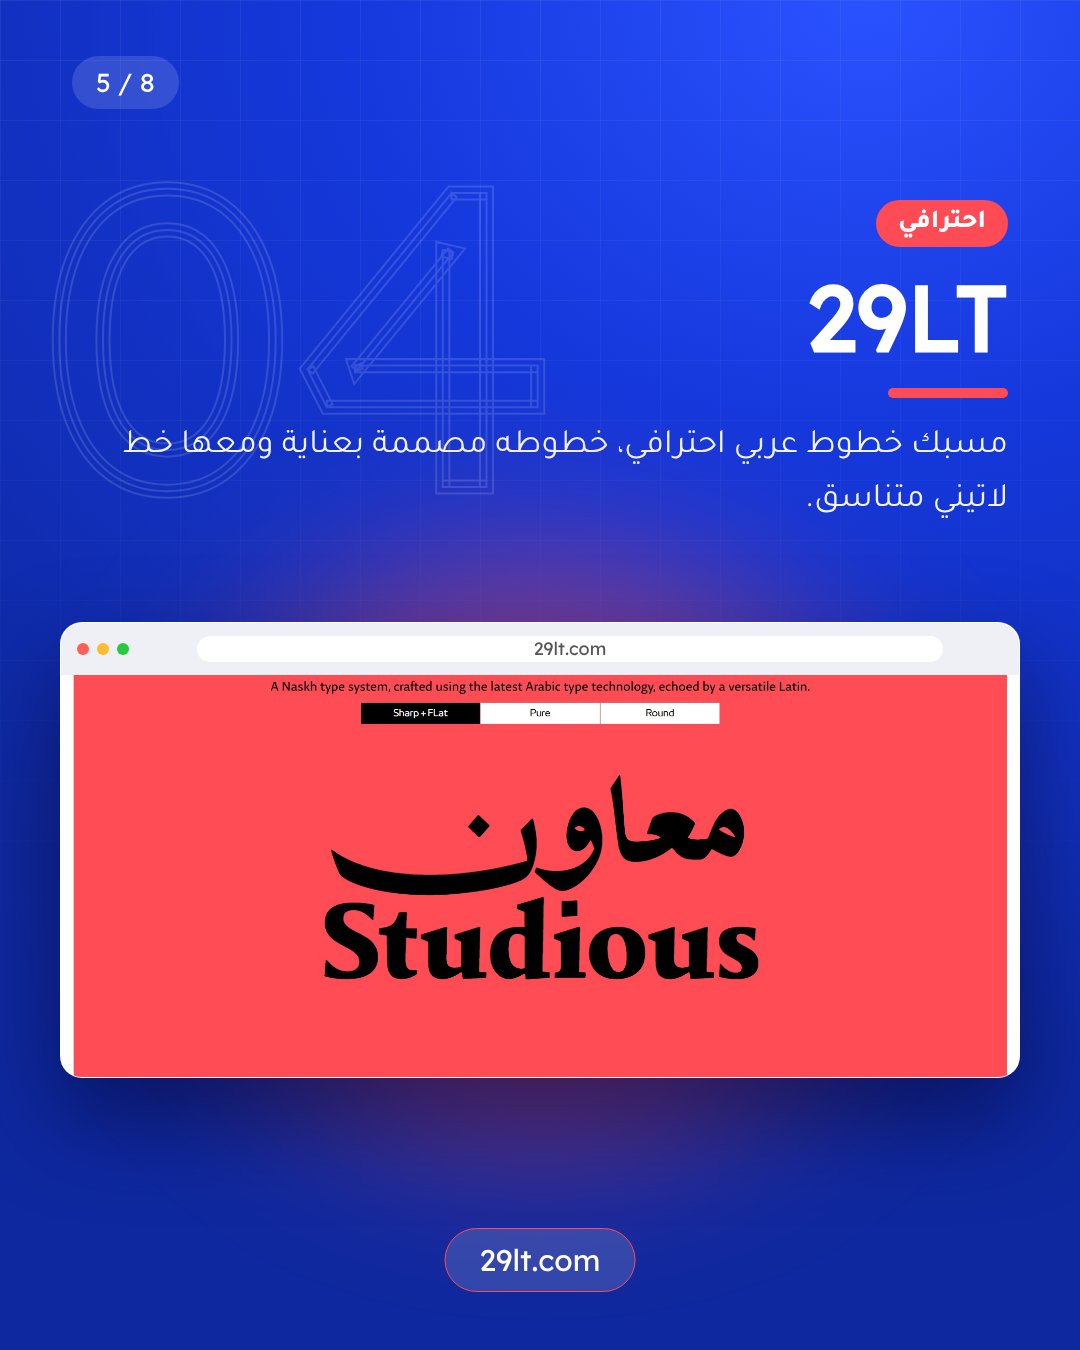 5 / 8
04
احترافي
29LT
مسبك خطوط عربي احترافي، خطوطه مصممة بعناية ومعها خط
لاتيني متناسق.
29lt.com
A Naskh type system, crafted using the latest Arabic type technology, echoed by a versatile Latin.
Sharp + FLat Pure Round
معاون
Studious
29lt.com